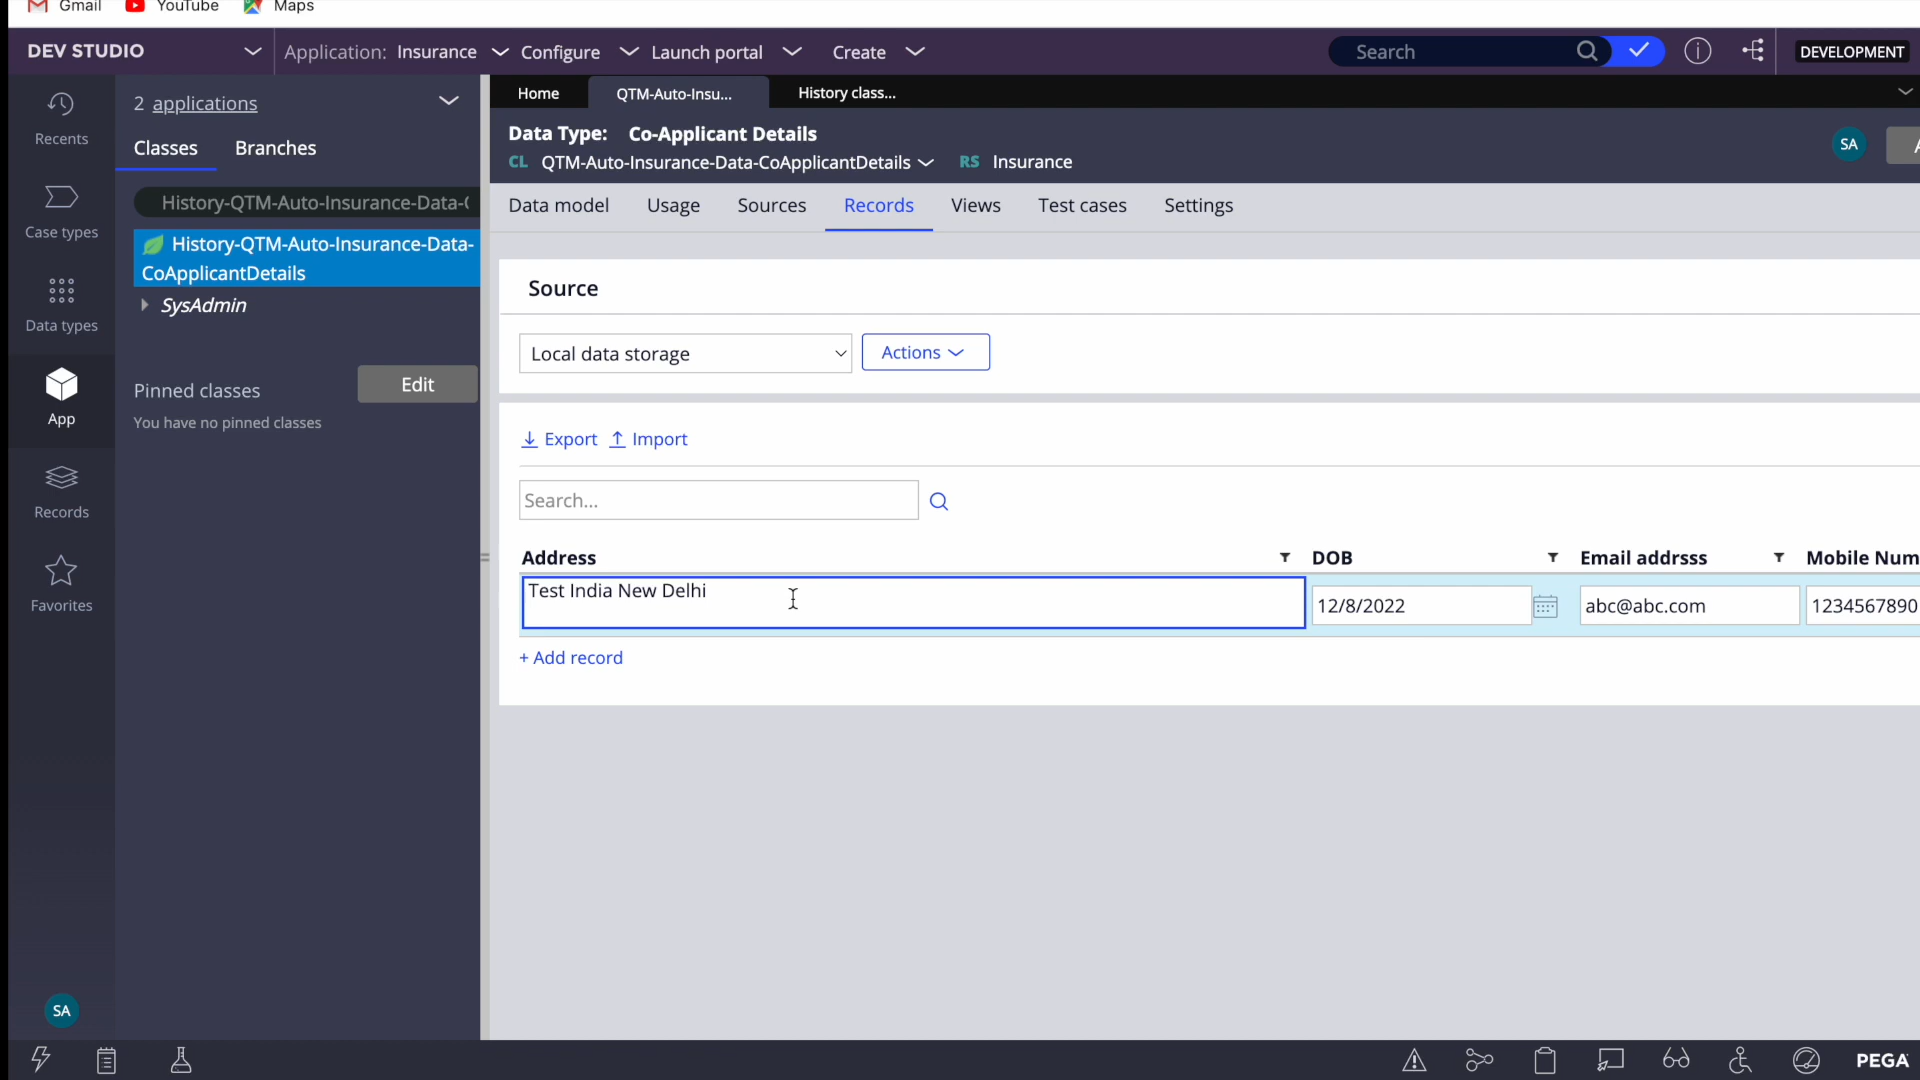 Gmail YouTube Maps
DEV STUDIO Application: Insurance Configure Launch portal Create Search DEVELOPMENT
Recents
Case types
Data types
App
Records
Favorites
SA
2 applications
Classes Branches
History-QTM-Auto-Insurance-Data-(
History-QTM-Auto-Insurance-Data-
CoApplicantDetails
SysAdmin
Pinned classes Edit
You have no pinned classes
Home QTM-Auto-Insu... History class...
Data Type: Co-Applicant Details
CL QTM-Auto-Insurance-Data-CoApplicantDetails RS Insurance
SA
Data model Usage Sources Records Views Test cases Settings
Source
Local data storage Actions
Export Import
Search...
Address DOB Email addrsss Mobile Num
Test India New Delhi 12/8/2022 abc@abc.com 1234567890
+ Add record
PEGA